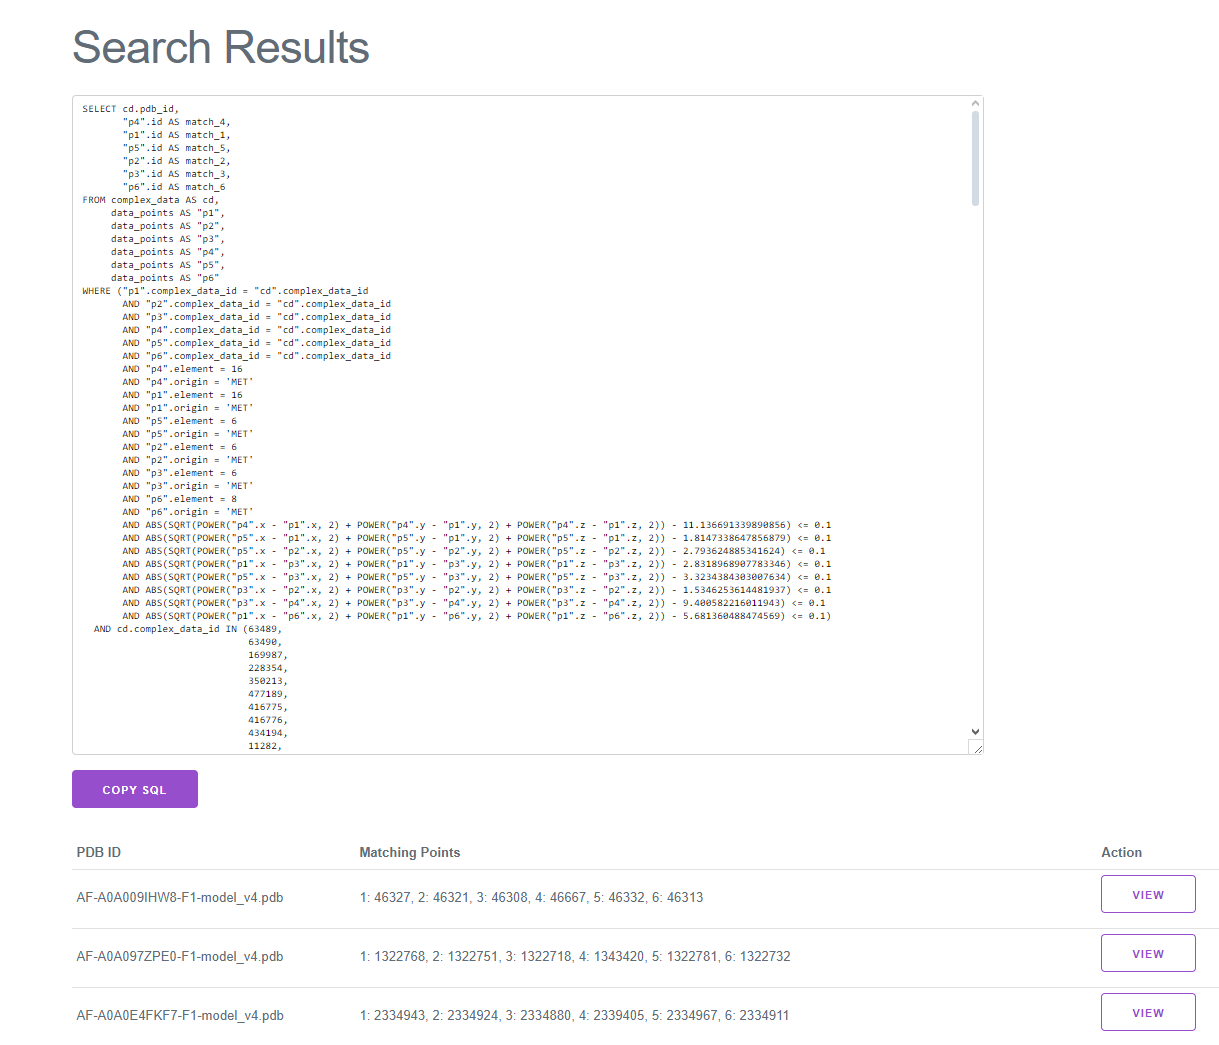 Search Results
SELECT cd.pdb_id,
"p4".id AS match_4,
"p1".id AS match_1,
"p5".id AS match_5,
"p2".id AS match_2,
"p3".id AS match_3,
"p6".id AS match_6
FROM complex_data AS cd,
data_points AS "p1",
data_points AS "p2",
data_points AS "p3",
data_points AS "p4",
data_points AS "p5",
data_points AS "p6"
WHERE ("p1".complex_data_id = "cd".complex_data_id
AND "p2".complex_data_id = "cd".complex_data_id
AND "p3".complex_data_id = "cd".complex_data_id
AND "p4".complex_data_id = "cd".complex_data_id
AND "p5".complex_data_id = "cd".complex_data_id
AND "p6".complex_data_id = "cd".complex_data_id
AND "p4".element = 16
AND "p4".origin = 'MET'
AND "p1".element = 16
AND "p1".origin = 'MET'
AND "p5".element = 6
AND "p5".origin = 'MET'
AND "p2".element = 6
AND "p2".origin = 'MET'
AND "p3".element = 6
AND "p3".origin = 'MET'
AND "p6".element = 8
AND "p6".origin = 'MET'
AND ABS(SQRT(POWER("p4".x - "p1".x, 2) + POWER("p4".y - "p1".y, 2) + POWER("p4".z - "p1".z, 2)) - 11.136691339890856) <= 0.1
AND ABS(SQRT(POWER("p5".x - "p1".x, 2) + POWER("p5".y - "p1".y, 2) + POWER("p5".z - "p1".z, 2)) - 1.8147338647856879) <= 0.1
AND ABS(SQRT(POWER("p5".x - "p2".x, 2) + POWER("p5".y - "p2".y, 2) + POWER("p5".z - "p2".z, 2)) - 2.793624885341624) <= 0.1
AND ABS(SQRT(POWER("p1".x - "p3".x, 2) + POWER("p1".y - "p3".y, 2) + POWER("p1".z - "p3".z, 2)) - 2.8318968907783346) <= 0.1
AND ABS(SQRT(POWER("p5".x - "p3".x, 2) + POWER("p5".y - "p3".y, 2) + POWER("p5".z - "p3".z, 2)) - 3.3234384303007634) <= 0.1
AND ABS(SQRT(POWER("p3".x - "p2".x, 2) + POWER("p3".y - "p2".y, 2) + POWER("p3".z - "p2".z, 2)) - 1.5346253614481937) <= 0.1
AND ABS(SQRT(POWER("p3".x - "p4".x, 2) + POWER("p3".y - "p4".y, 2) + POWER("p3".z - "p4".z, 2)) - 9.400582216011943) <= 0.1
AND ABS(SQRT(POWER("p1".x - "p6".x, 2) + POWER("p1".y - "p6".y, 2) + POWER("p1".z - "p6".z, 2)) - 5.681360488474569) <= 0.1)
AND cd.complex_data_id IN (63489,
63490,
169987,
228354,
350213,
477189,
416775,
416776,
434194,
11282,
COPY SQL
PDB ID Matching Points Action
AF-A0A009IHW8-F1-model_v4.pdb 1: 46327, 2: 46321, 3: 46308, 4: 46667, 5: 46332, 6: 46313 VIEW
AF-A0A097ZPE0-F1-model_v4.pdb 1: 1322768, 2: 1322751, 3: 1322718, 4: 1343420, 5: 1322781, 6: 1322732 VIEW
AF-A0A0E4FKF7-F1-model_v4.pdb 1: 2334943, 2: 2334924, 3: 2334880, 4: 2339405, 5: 2334967, 6: 2334911 VIEW